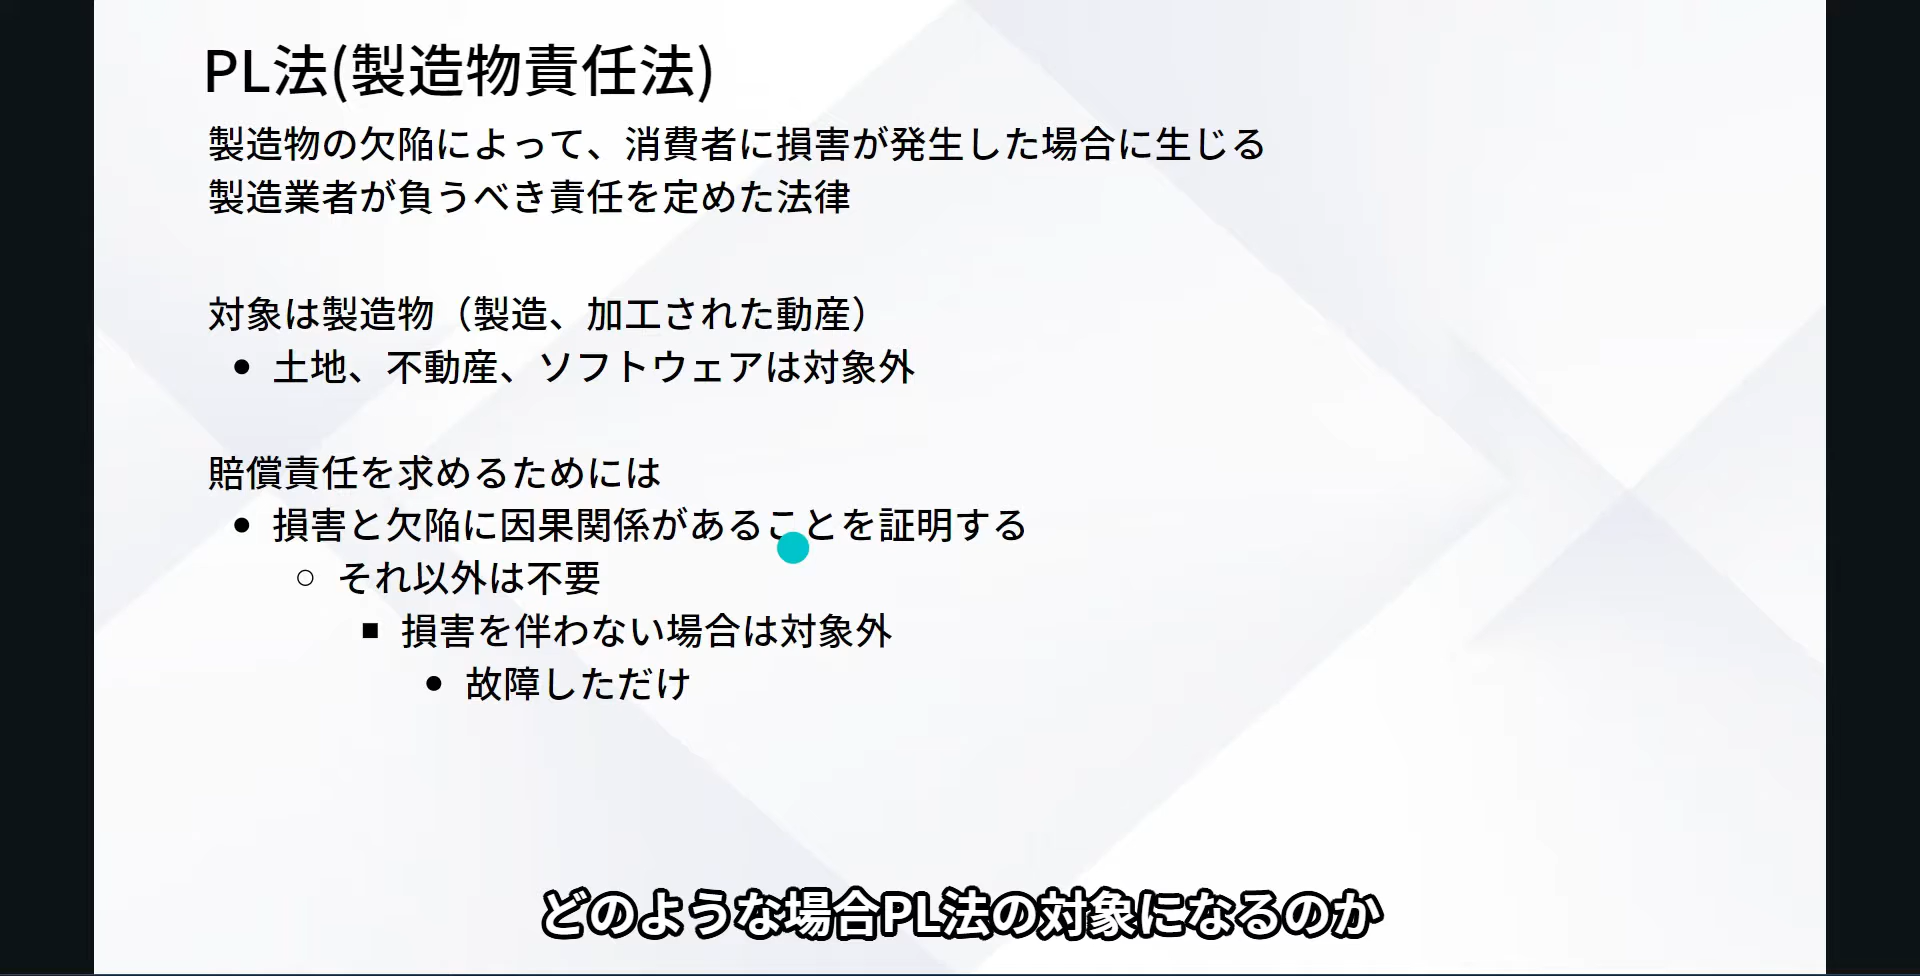 PL法(製造物責任法)
製造物の欠陥によって、消費者に損害が発生した場合に生じる
製造業者が負うべき責任を定めた法律
対象は製造物（製造、加工された動産）
● 土地、不動産、ソフトウェアは対象外
賠償責任を求めるためには
● 損害と欠陥に因果関係があることを証明する
○ それ以外は不要
■ 損害を伴わない場合は対象外
● 故障しただけ
どのような場合PL法の対象になるのか